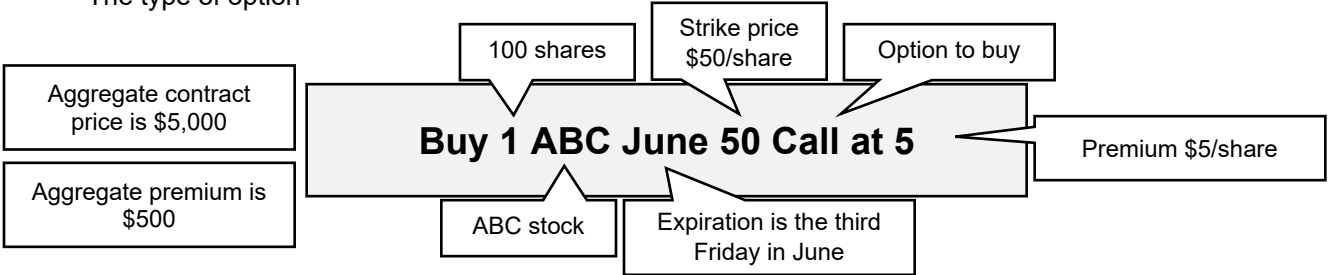 The type of option
100 shares
Strike price
$50/share
Option to buy
Aggregate contract
price is $5,000
Buy 1 ABC June 50 Call at 5
Premium $5/share
Aggregate premium is
$500
ABC stock
Expiration is the third
Friday in June